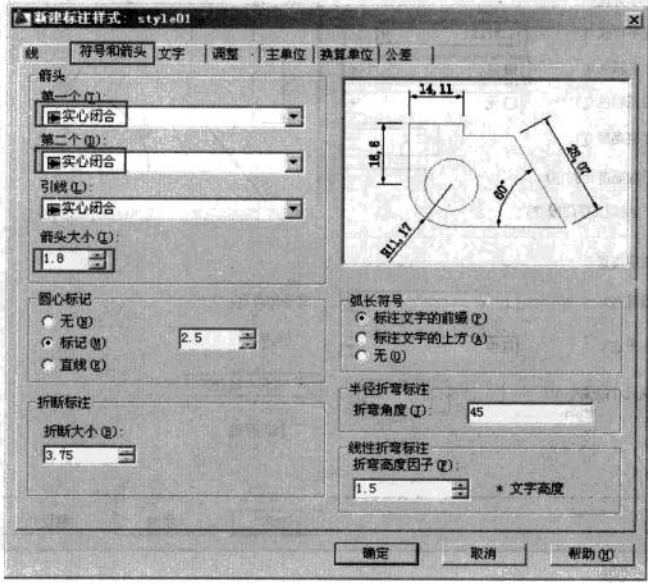 新建标注样式: style01
线 符号和箭头 文字 调整 主单位 换算单位 公差
箭头
第一个(T):
实心闭合
第二个(D):
实心闭合
引线(L):
实心闭合
箭头大小(I):
1.8
圆心标记
无(N)
标记(M)
2.5
直线(E)
折断标注
折断大小(B):
3.75
14,11
16,6
28,07
60°
R11,17
弧长符号
标注文字的前缀(P)
标注文字的上方(A)
无(O)
半径折弯标注
折弯角度(J):
45
线性折弯标注
折弯高度因子(F):
1.5
* 文字高度
确定
取消
帮助(H)